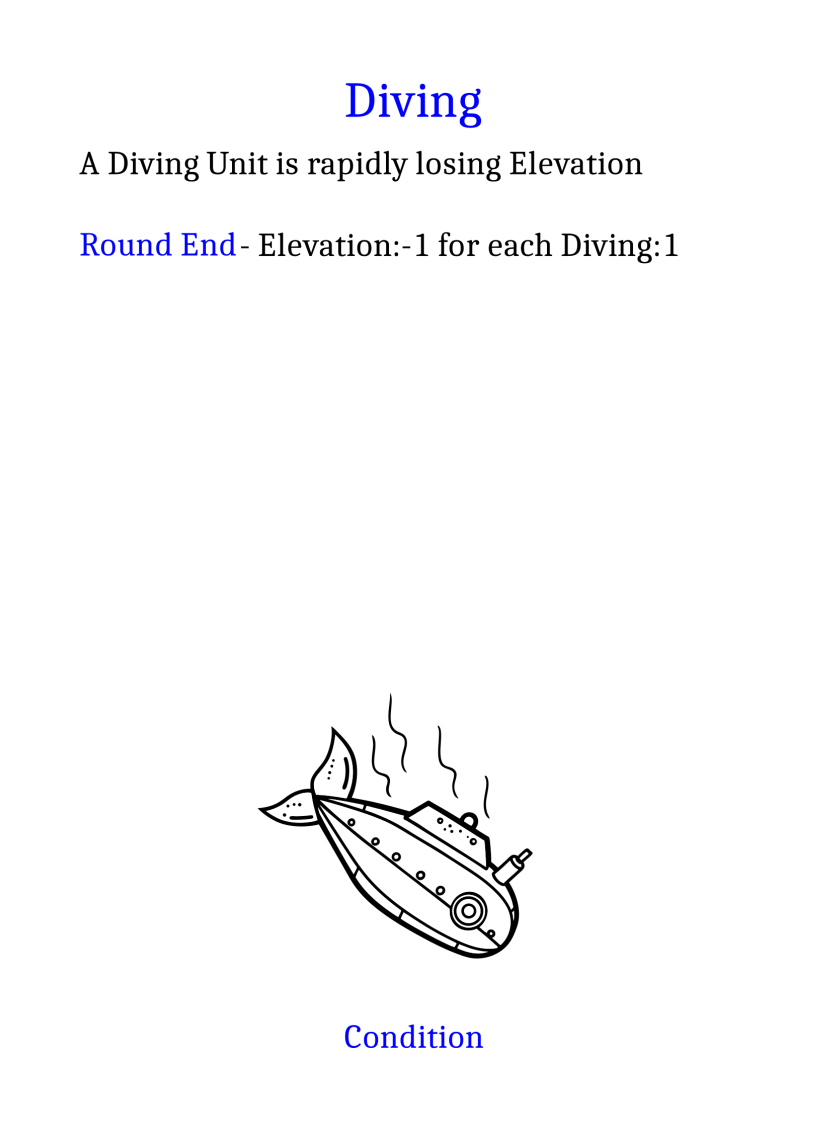 Diving
A Diving Unit is rapidly losing Elevation
Round End - Elevation:-1 for each Diving:1
Condition